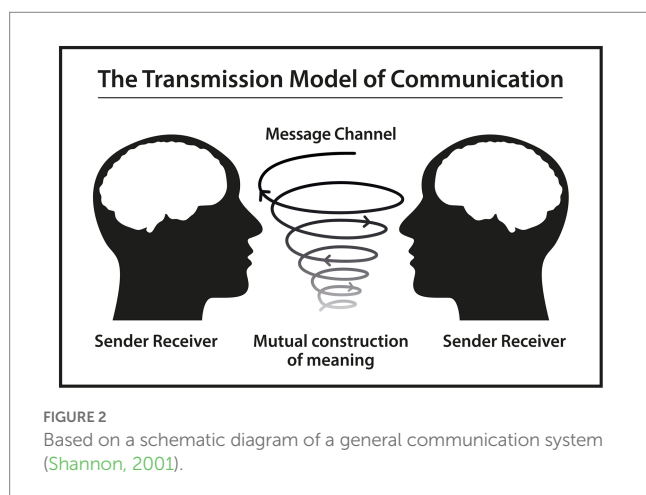 The Transmission Model of Communication
Message Channel
Sender Receiver
Mutual construction
of meaning
Sender Receiver
FIGURE 2
Based on a schematic diagram of a general communication system
(Shannon, 2001).